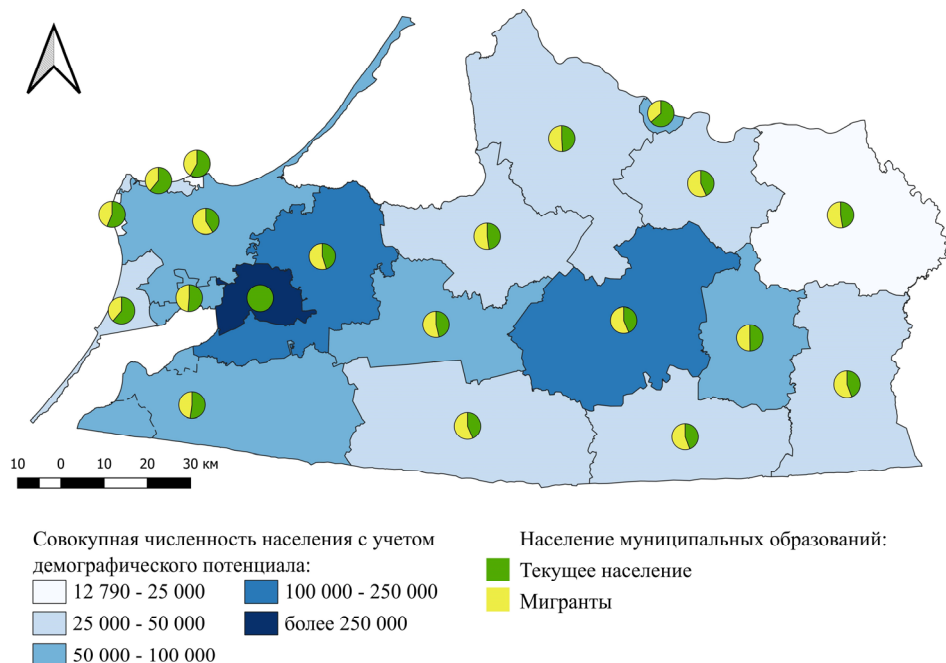 10 0 10 20 30 км
Совокупная численность населения с учетом
демографического потенциала:
12 790 - 25 000
25 000 - 50 000
50 000 - 100 000
100 000 - 250 000
более 250 000
Население муниципальных образований:
Текущее население
Мигранты